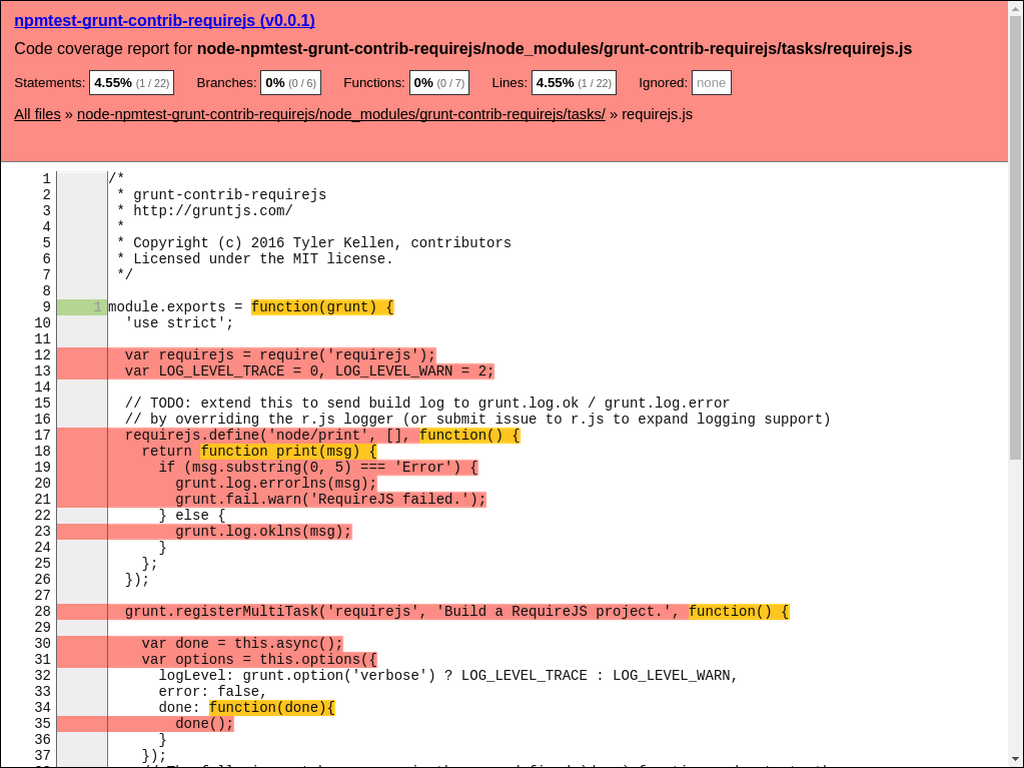 npmtest-grunt-contrib-requirejs (v0.0.1)
Code coverage report for node-npmtest-grunt-contrib-requirejs/node_modules/grunt-contrib-requirejs/tasks/requirejs.js
Statements: 4.55% (1 / 22) Branches: 0% (0 / 6) Functions: 0% (0 / 7) Lines: 4.55% (1 / 22) Ignored: none
All files » node-npmtest-grunt-contrib-requirejs/node_modules/grunt-contrib-requirejs/tasks/ » requirejs.js
1 /*
2  * grunt-contrib-requirejs
3  * http://gruntjs.com/
4  *
5  * Copyright (c) 2016 Tyler Kellen, contributors
6  * Licensed under the MIT license.
7  */
8
9 1 module.exports = function(grunt) {
10   'use strict';
11
12   var requirejs = require('requirejs');
13   var LOG_LEVEL_TRACE = 0, LOG_LEVEL_WARN = 2;
14
15   // TODO: extend this to send build log to grunt.log.ok / grunt.log.error
16   // by overriding the r.js logger (or submit issue to r.js to expand logging support)
17   requirejs.define('node/print', [], function() {
18     return function print(msg) {
19       if (msg.substring(0, 5) === 'Error') {
20         grunt.log.errorlns(msg);
21         grunt.fail.warn('RequireJS failed.');
22       } else {
23         grunt.log.oklns(msg);
24       }
25     };
26   });
27
28   grunt.registerMultiTask('requirejs', 'Build a RequireJS project.', function() {
29
30     var done = this.async();
31     var options = this.options({
32       logLevel: grunt.option('verbose') ? LOG_LEVEL_TRACE : LOG_LEVEL_WARN,
33       error: false,
34       done: function(done){
35         done();
36       }
37     });